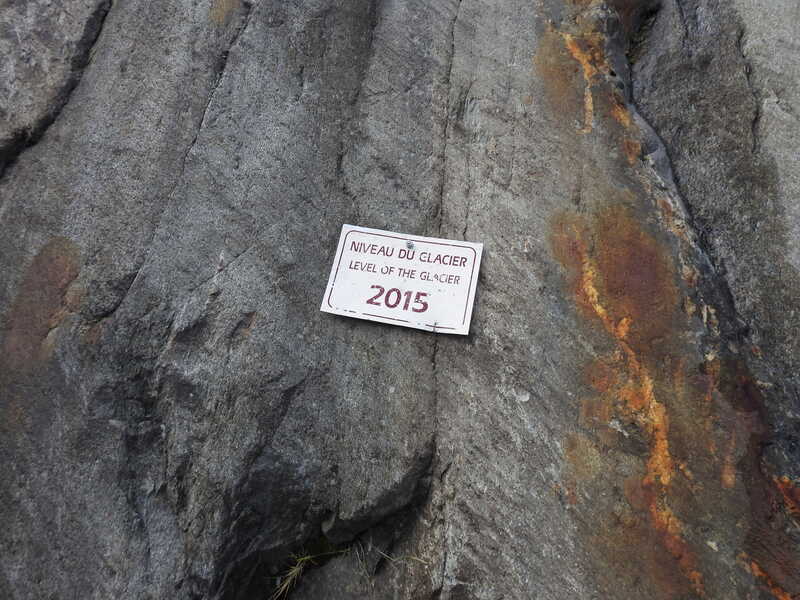 NIVEAU DU GLACIER
LEVEL OF THE GLACIER
2015